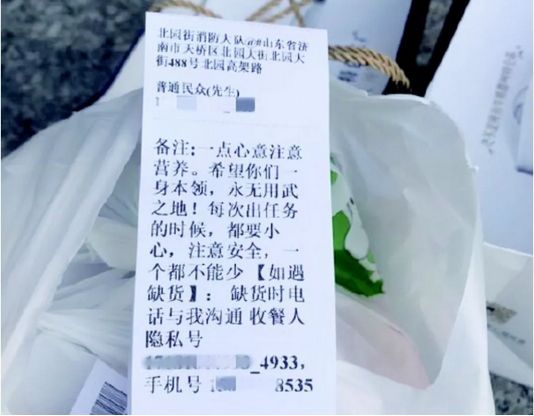 北园街消防人队@#山东省济
南市天桥区北园大街北园大
街488号北园高架路
普通民众(先生)
1
备注:一点心意注意
营养。希望你们一
身本领，永无用武
之地！每次出任务
的时候，都要小
心，注意安全，一
个都不能少【如遇
缺货】：缺货时电
话与我沟通 收餐人
隐私号
_4933,
手机号 1 8535